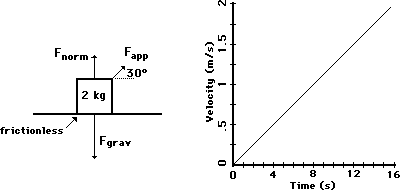 Fnorm
Fapp
30°
2 kg
frictionless
Fgrav
Velocity (m/s)
2
1.5
1
.5
0
0 4 8 12 16
Time (s)